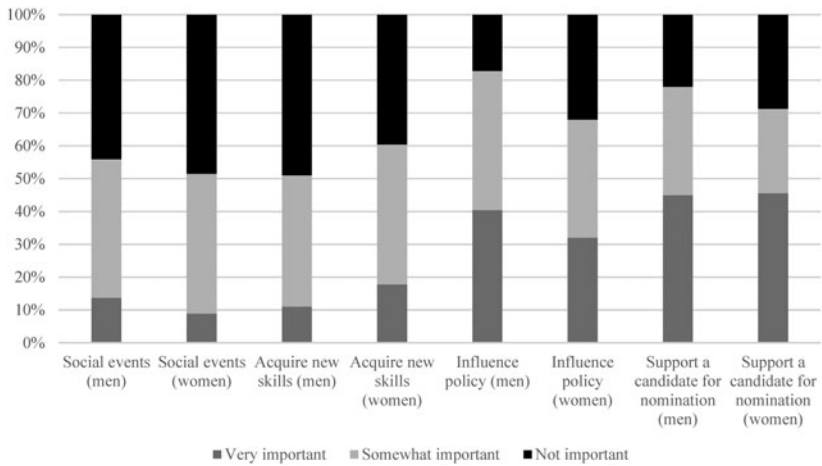 100%
90%
80%
70%
60%
50%
40%
30%
20%
10%
0%
Social events
(men)
Social events
(women)
Acquire new
skills (men)
Acquire new
skills
(women)
Influence
policy (men)
Influence
policy
(women)
Support a
candidate for
nomination
(men)
Support a
candidate for
nomination
(women)
Very important
Somewhat important
Not important